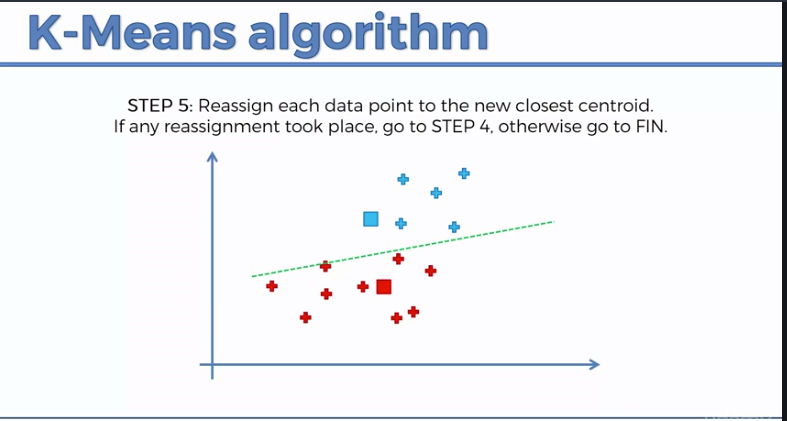 K-Means algorithm
STEP 5: Reassign each data point to the new closest centroid.
If any reassignment took place, go to STEP 4, otherwise go to FIN.